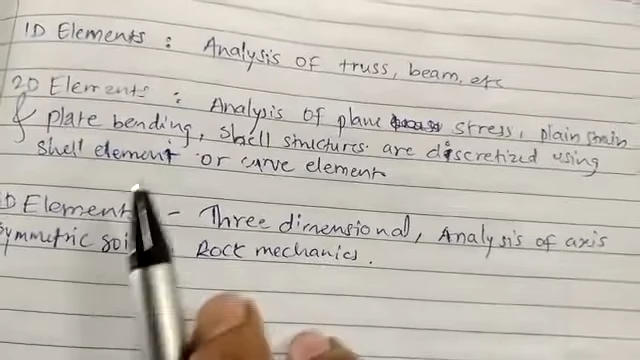 1D Elements : Analysis of truss, beam, etc
2D Elements : Analysis of plane stress, plain strain
& plate bending, shell structures are discretized using
shell element or curve element
D Elements - Three dimensional, Analysis of axis
symmetric Rock mechanics.